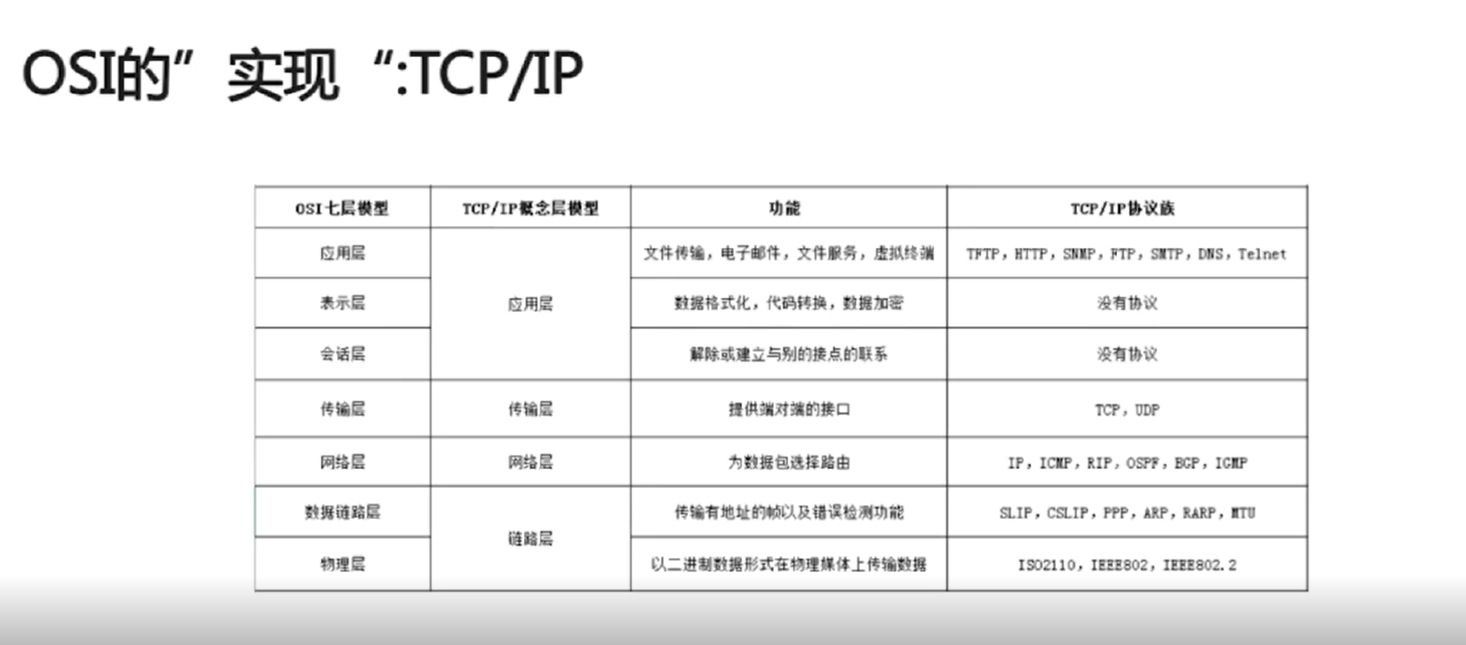 OSI的”实现“:TCP/IP
OSI七层模型 TCP/IP概念层模型 功能 TCP/IP协议族
应用层 文件传输，电子邮件，文件服务，虚拟终端 TFTP，HTTP，SNMP，FTP，SMTP，DNS，Telnet
表示层 应用层 数据格式化，代码转换，数据加密 没有协议
会话层 解除或建立与别的接点的联系 没有协议
传输层 传输层 提供端对端的接口 TCP，UDP
网络层 网络层 为数据包选择路由 IP，ICMP，RIP，OSPF，BGP，IGMP
数据链路层 传输有地址的帧以及错误检测功能 SLIP，CSLIP，PPP，ARP，RARP，MTU
链路层
物理层 以二进制数据形式在物理媒体上传输数据 ISO2110，IEEE802，IEEE802.2